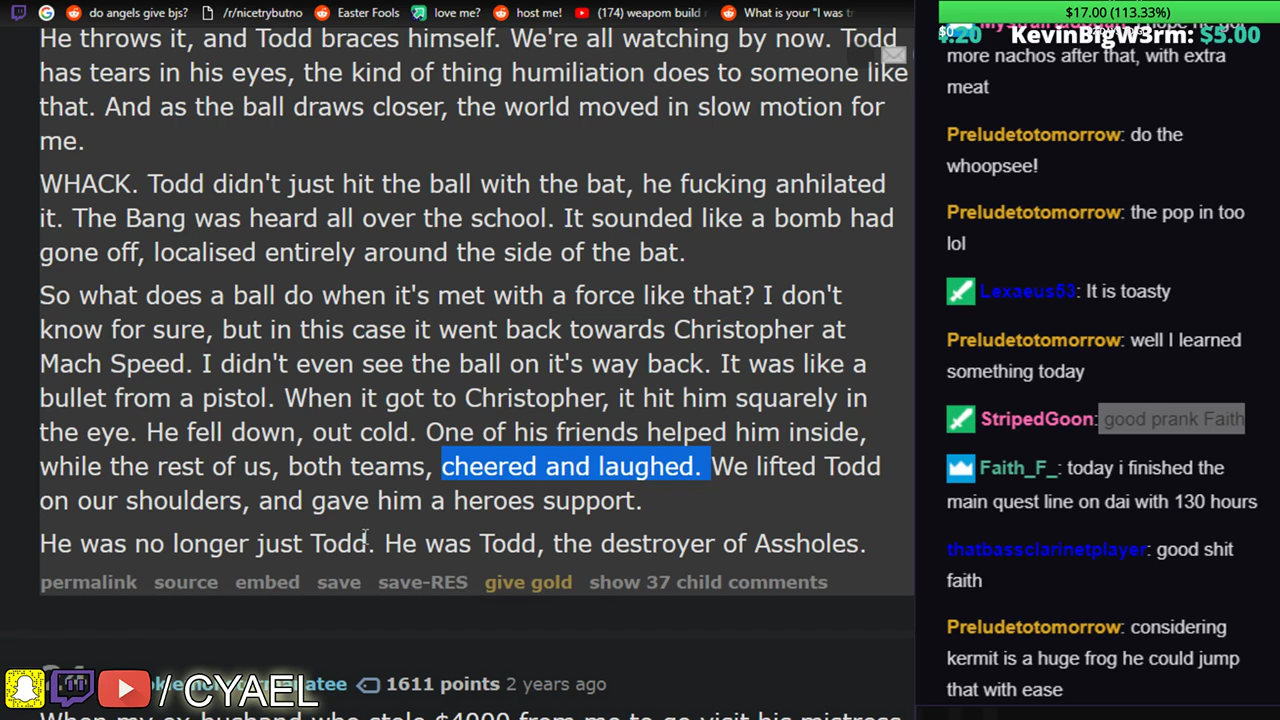 do angels give bjs?
/r/nicetrybutno
Easter Fools
love me?
host me!
(174) weapom build
What is your "I was t
He throws it, and Todd braces himself. We're all watching by now. Todd
has tears in his eyes, the kind of thing humiliation does to someone like
that. And as the ball draws closer, the world moved in slow motion for
me.
WHACK. Todd didn't just hit the ball with the bat, he fucking anhilated
it. The Bang was heard all over the school. It sounded like a bomb had
gone off, localised entirely around the side of the bat.
So what does a ball do when it's met with a force like that? I don't
know for sure, but in this case it went back towards Christopher at
Mach Speed. I didn't even see the ball on it's way back. It was like a
bullet from a pistol. When it got to Christopher, it hit him squarely in
the eye. He fell down, out cold. One of his friends helped him inside,
while the rest of us, both teams, cheered and laughed. We lifted Todd
on our shoulders, and gave him a heroes support.
He was no longer just Todd. He was Todd, the destroyer of Assholes.
permalink source embed save save-RES give gold show 37 child comments
1611 points 2 years ago
/ CYAEL
$17.00 (113.33%)
KevinBigW3rm: $5.00
more nachos after that, with extra
meat
Preludetotomorrow: do the
whoopsee!
Preludetotomorrow: the pop in too
lol
Lexaeus53: It is toasty
Preludetotomorrow: well I learned
something today
StripedGoon: good prank Faith
Faith_F_: today i finished the
main quest line on dai with 130 hours
thatbassclarinetplayer: good shit
faith
Preludetotomorrow: considering
kermit is a huge frog he could jump
that with ease